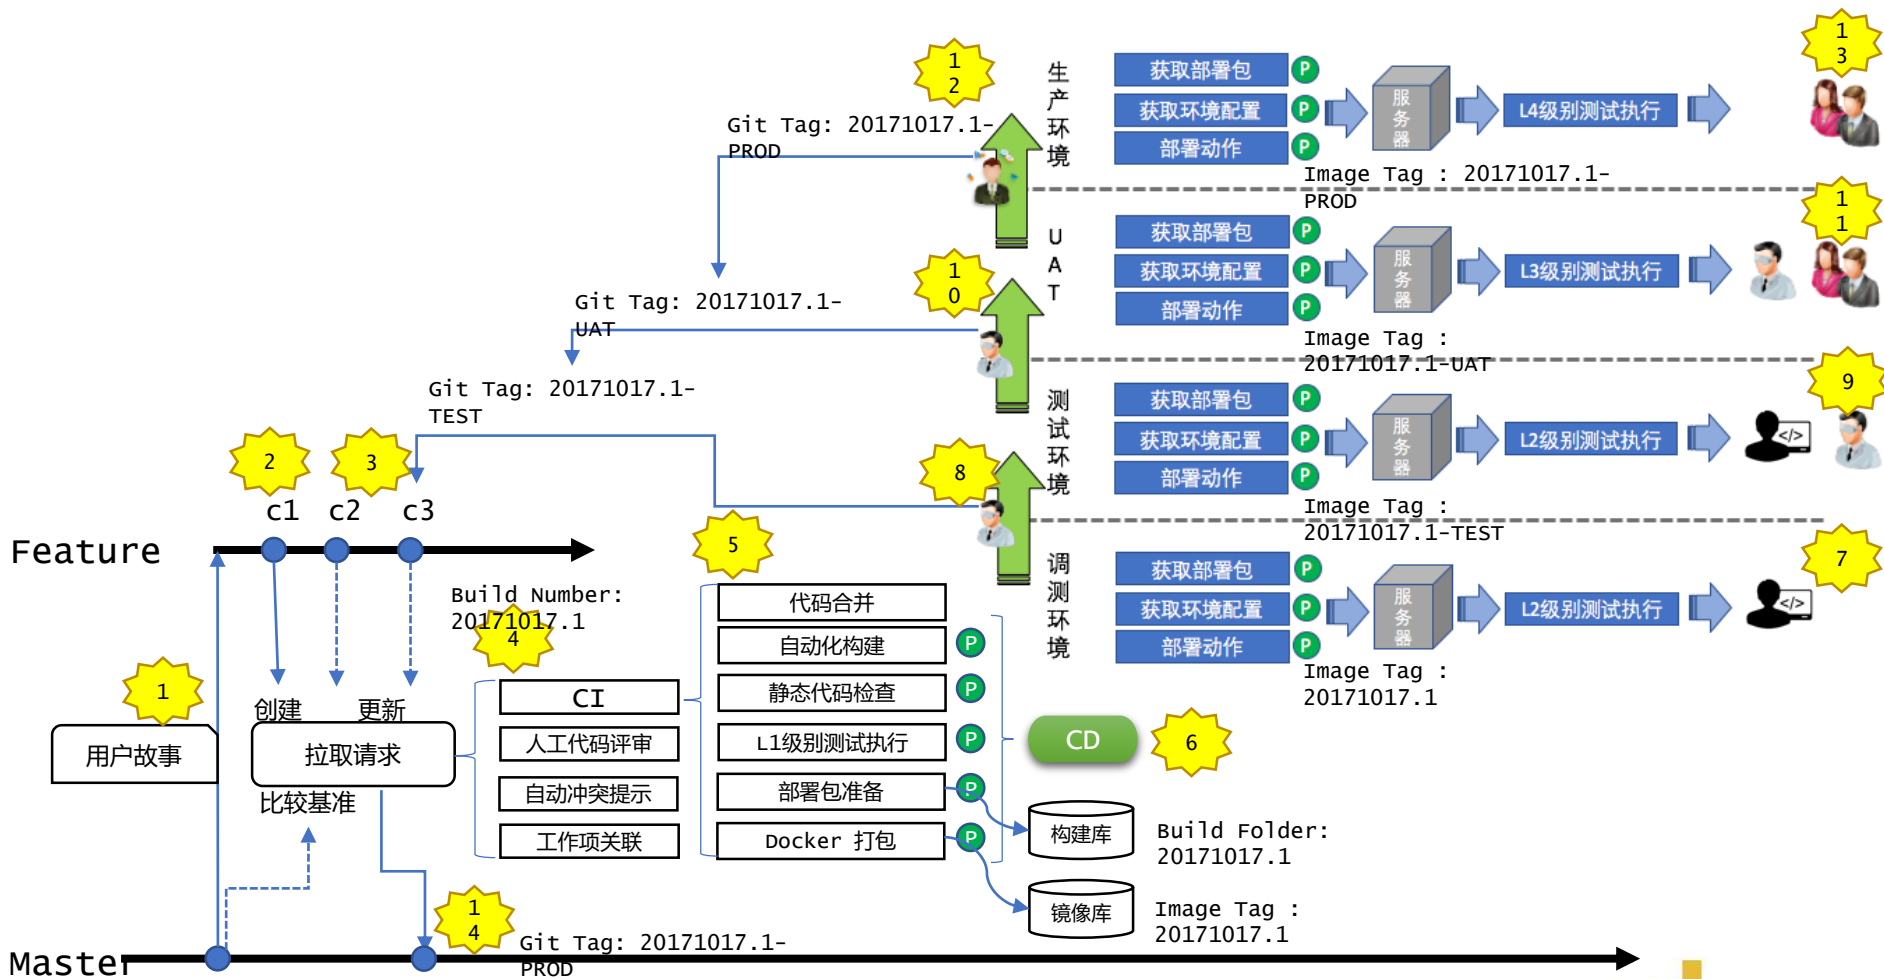 1
3
1
2
生
产
环
境
获取部署包
P
获取环境配置
P
部署动作
P
服
务
器
L4级别测试执行
Git Tag: 20171017.1-
PROD
Image Tag : 20171017.1-
PROD
1
1
1
0
U
A
T
获取部署包
P
获取环境配置
P
部署动作
P
服
务
器
L3级别测试执行
Git Tag: 20171017.1-
UAT
Image Tag :
20171017.1-UAT
9
8
测
试
环
境
获取部署包
P
获取环境配置
P
部署动作
P
服
务
器
L2级别测试执行
Git Tag: 20171017.1-
TEST
Image Tag :
20171017.1-TEST
7
调
测
环
境
获取部署包
P
获取环境配置
P
部署动作
P
服
务
器
L2级别测试执行
Image Tag :
20171017.1
2
3
c1
c2
c3
Feature
Build Number:
20171017.1
4
5
1
用户故事
创建
更新
拉取请求
比较基准
CI
人工代码评审
自动冲突提示
工作项关联
代码合并
自动化构建
P
静态代码检查
P
L1级别测试执行
P
部署包准备
P
Docker 打包
P
CD
6
构建库
Build Folder:
20171017.1
镜像库
Image Tag :
20171017.1
1
4
Git Tag: 20171017.1-
PROD
Master